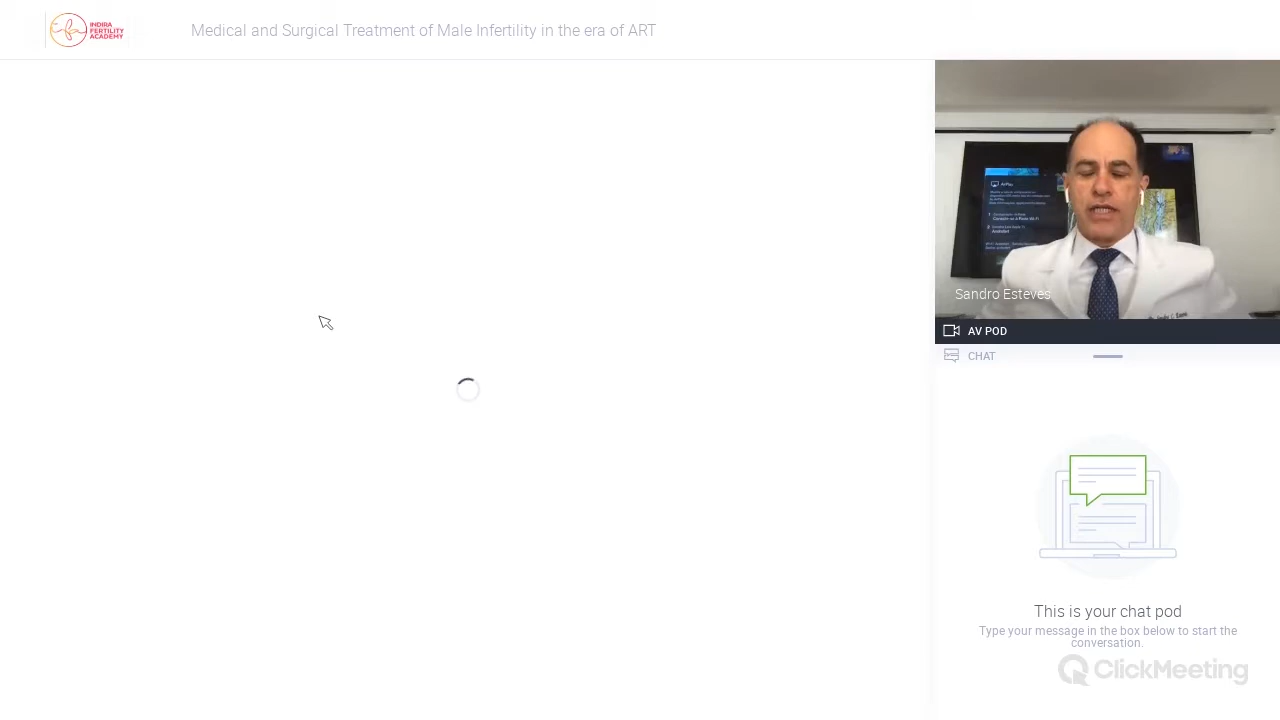 INDIRA
FERTILITY
ACADEMY
Medical and Surgical Treatment of Male Infertility in the era of ART
AirPlay
Sandro Esteves
AV POD
CHAT
This is your chat pod
Type your message in the box below to start the
conversation.
ClickMeeting